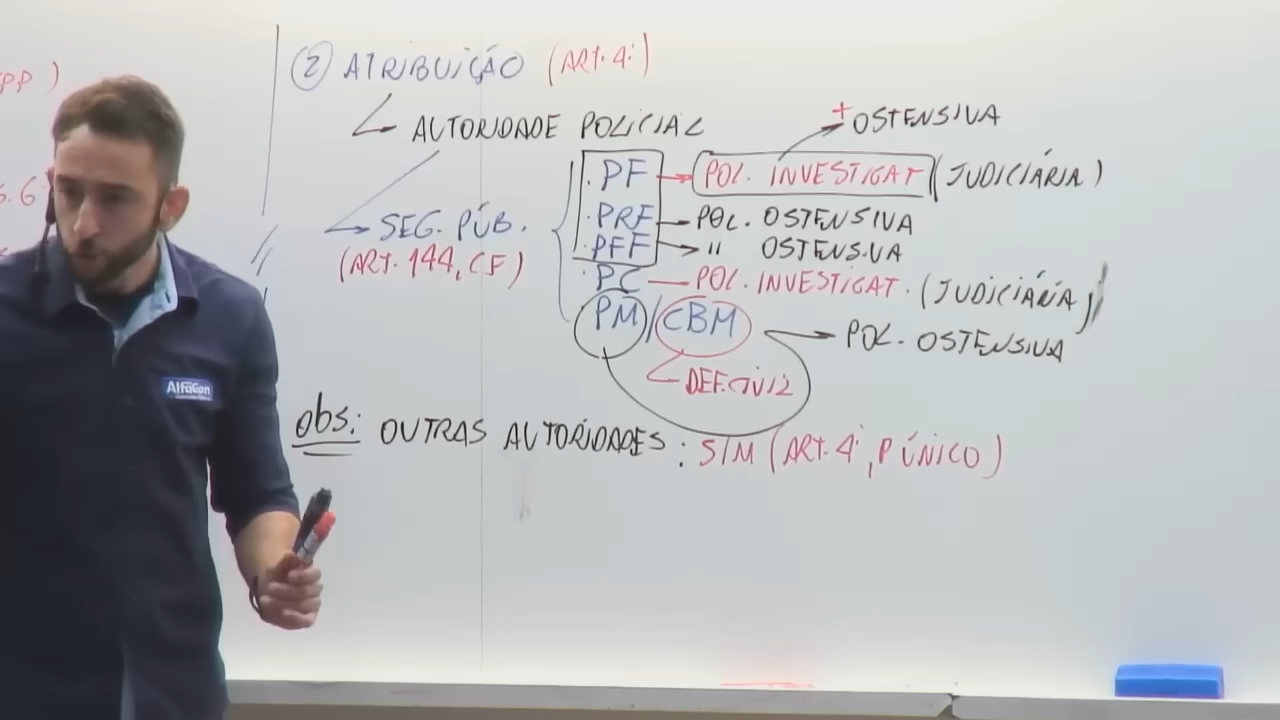 PP)
S. 6
② ATRIBUIÇÃO (ART. 4º)
AUTORIDADE POLICIAL
+ OSTENSIVA
SEG. PÚB.
(ART. 144, CF)
. PF POL. INVESTIGAT (JUDICIÁRIA)
. PRF POL. OSTENSIVA
. PFF " OSTENSIVA
. PC POL. INVESTIGAT. (JUDICIÁRIA)
PM / CBM POL. OSTENSIVA
DEF. CIVIL
obs: OUTRAS AUTORIDADES: SIM (ART. 4º, P ÚNICO)
AlfaCon